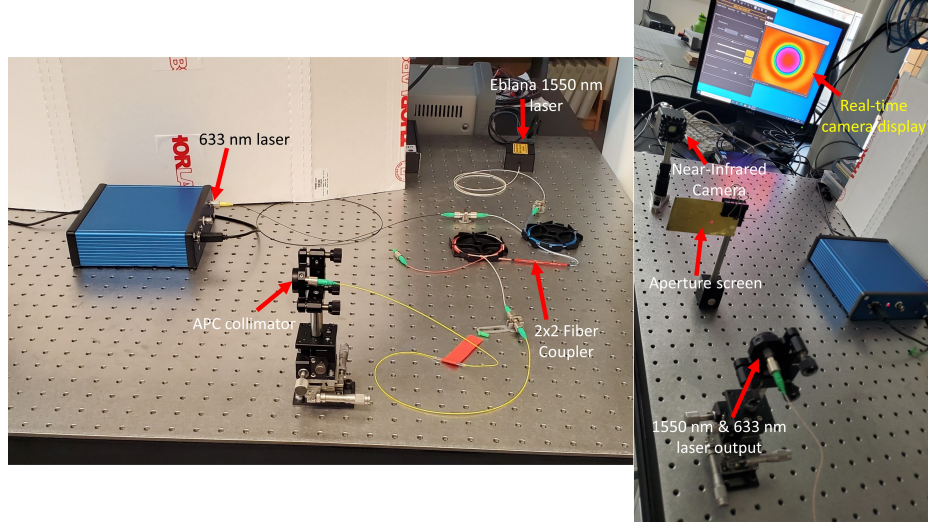 Eblana 1550 nm
laser
633 nm laser
APC collimator
2x2 Fiber
Coupler
Real-time
camera display
Near-Infrared
Camera
Aperture screen
1550 nm & 633 nm
laser output